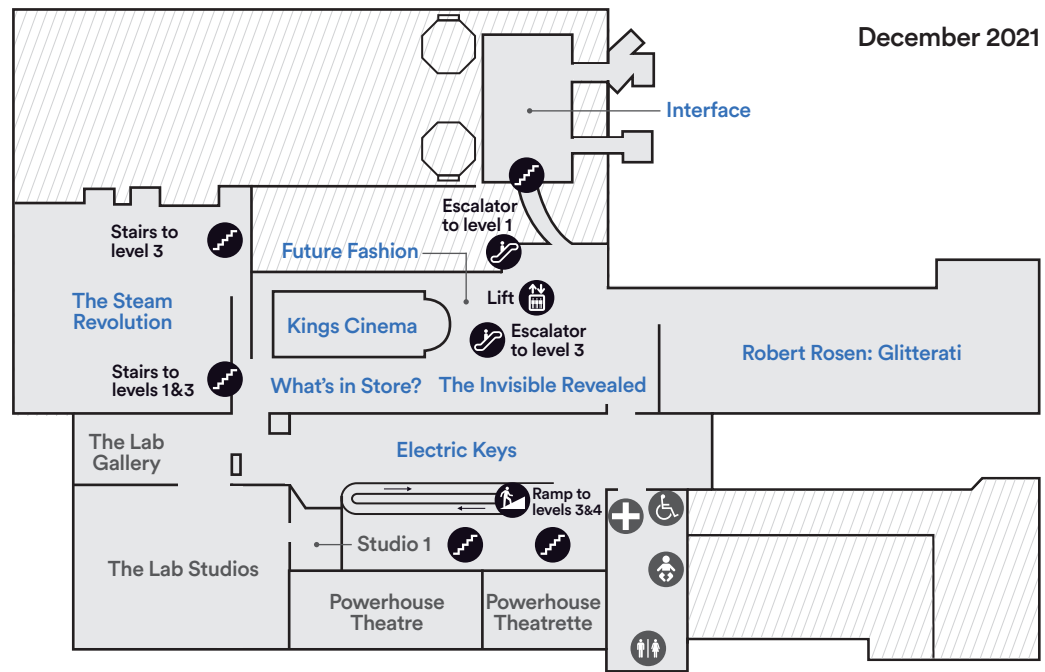 December 2021
Interface
Escalator
to level 1
Stairs to
level 3
Future Fashion
Lift
The Steam
Revolution
Kings Cinema
Escalator
to level 3
Robert Rosen: Glitterati
Stairs to
levels 1&3
What's in Store?
The Invisible Revealed
The Lab
Gallery
Electric Keys
Ramp to
levels 3&4
Studio 1
The Lab Studios
Powerhouse
Theatre
Powerhouse
Theatrette